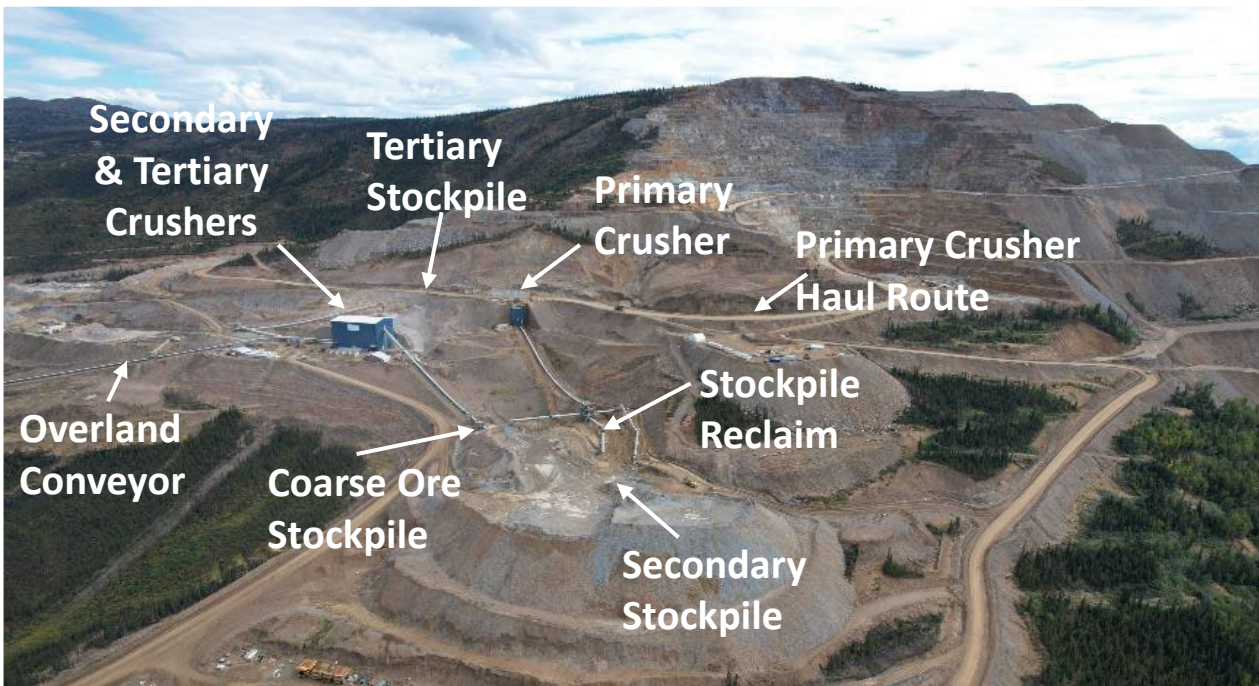 Secondary
& Tertiary
Crushers
Tertiary
Stockpile
Primary
Crusher
Primary Crusher
Haul Route
Overland
Conveyor
Coarse Ore
Stockpile
Stockpile
Reclaim
Secondary
Stockpile